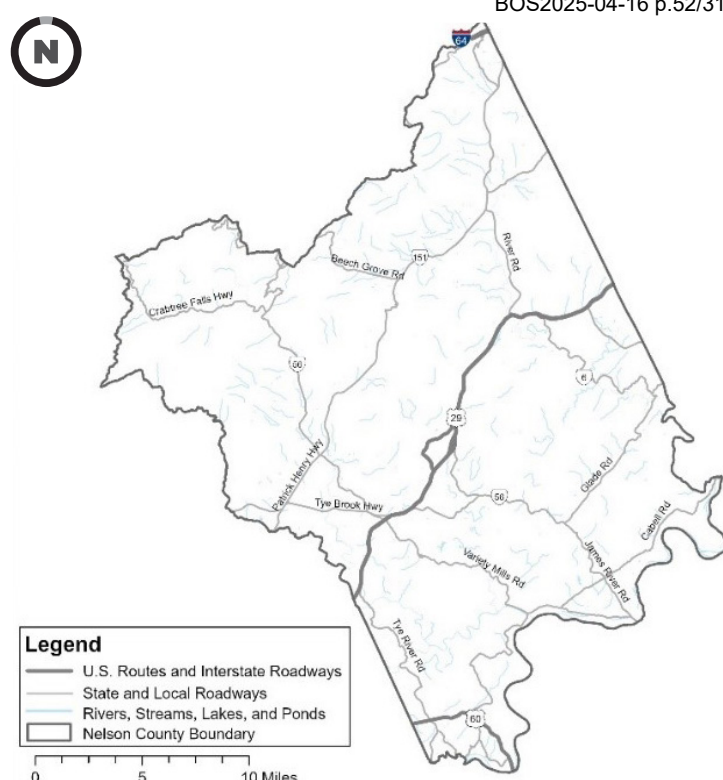 BOS2025-04-16 p.52/31
N
64
River Rd
151
Beech Grove Rd
Crabtree Falls Hwy
56
6
29
Patrick Henry Hwy
Glade Rd
Tye Brook Hwy
56
Cabell Rd
James River Rd
Variety Mills Rd
Tye River Rd
60
Legend
U.S. Routes and Interstate Roadways
State and Local Roadways
Rivers, Streams, Lakes, and Ponds
Nelson County Boundary
0 5 10 Miles